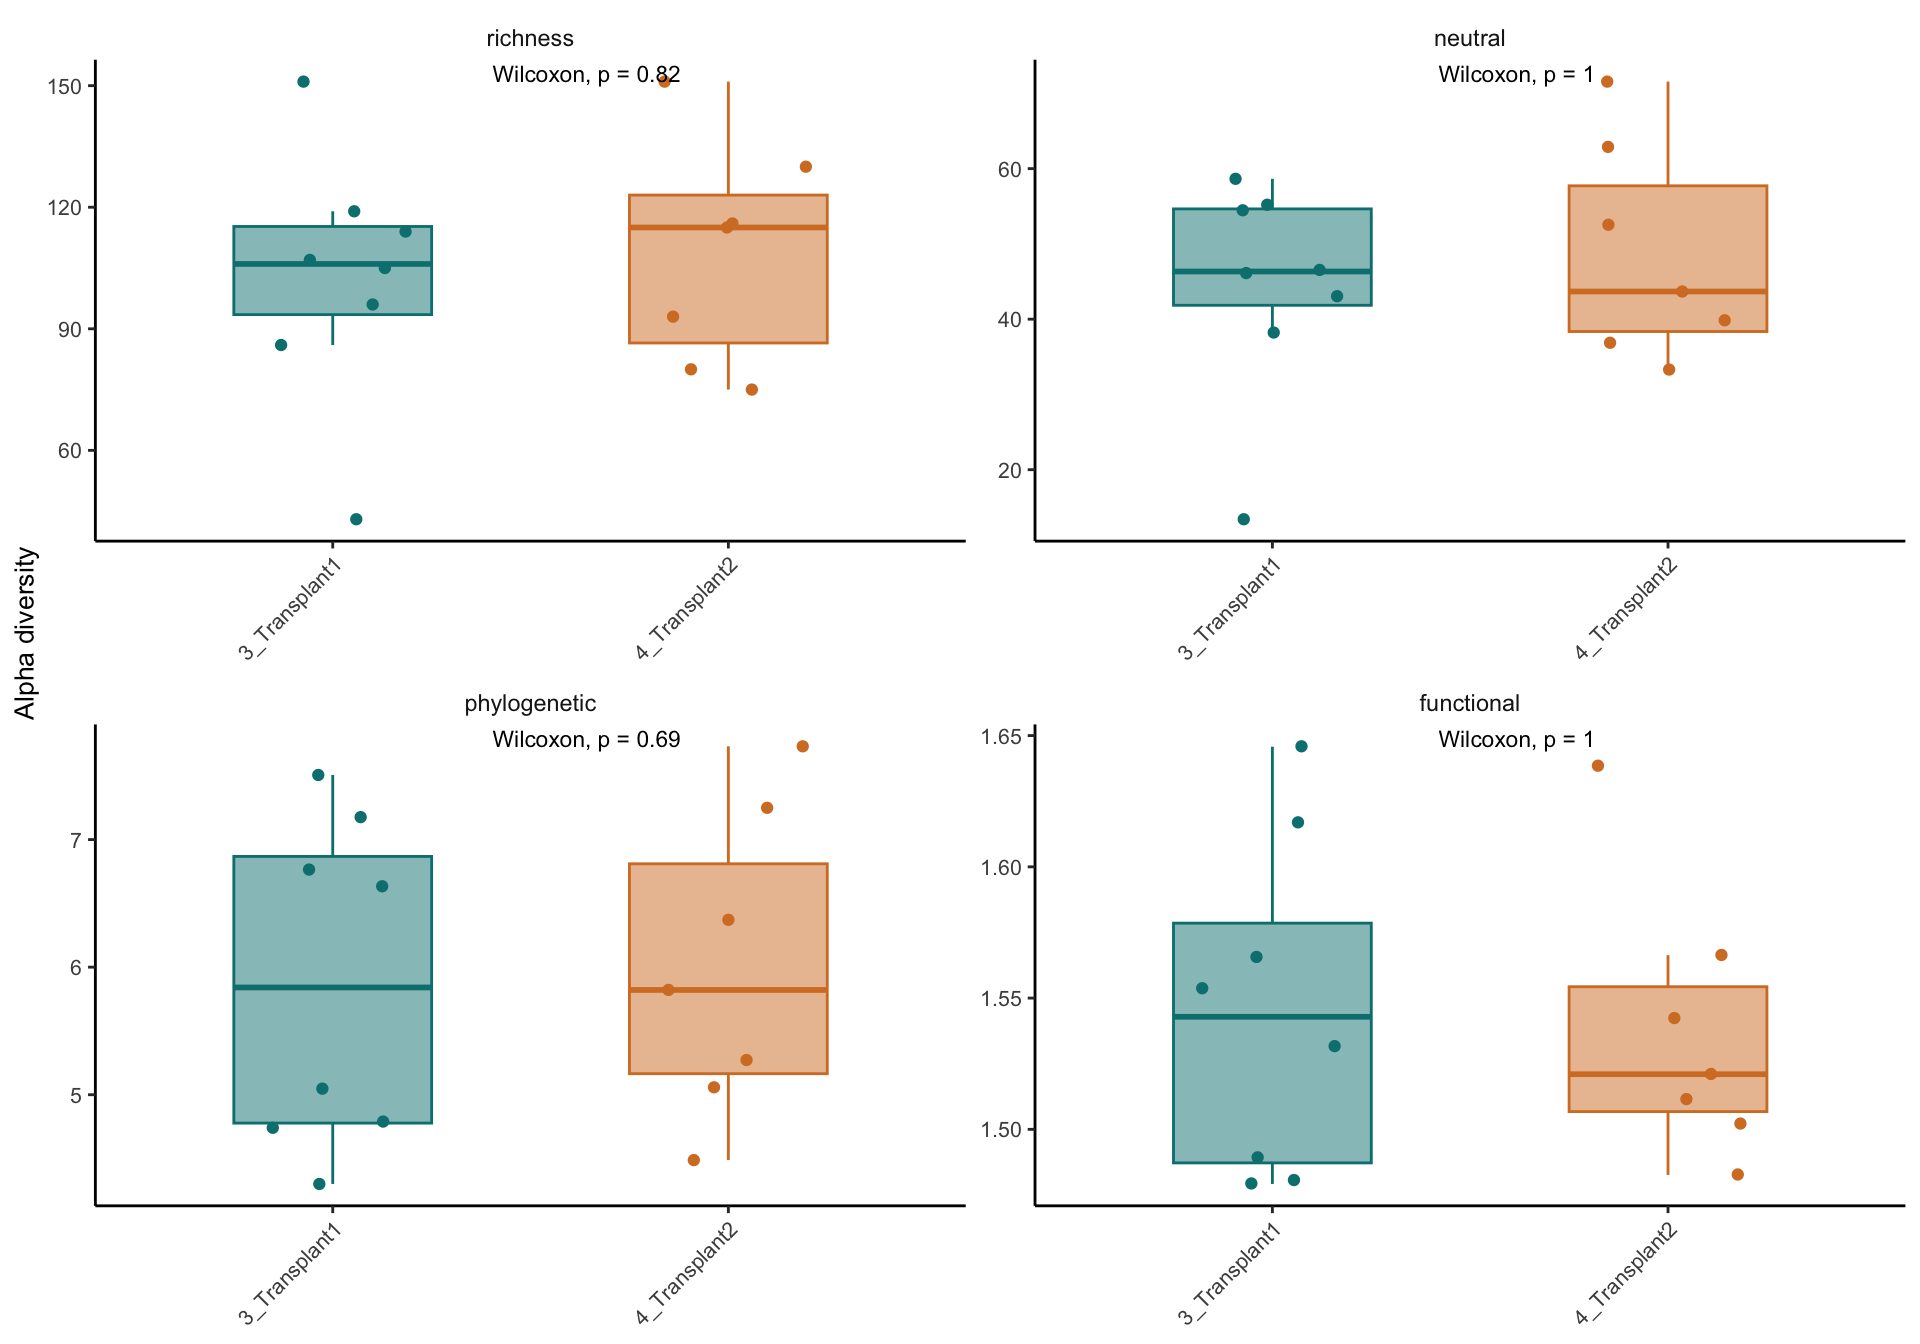 Alpha diversity
richness
Wilcoxon, p = 0.82
150
120
90
60
3_Transplant1
4_Transplant2
neutral
Wilcoxon, p = 1
60
40
20
3_Transplant1
4_Transplant2
phylogenetic
Wilcoxon, p = 0.69
7
6
5
3_Transplant1
4_Transplant2
functional
Wilcoxon, p = 1
1.65
1.60
1.55
1.50
3_Transplant1
4_Transplant2